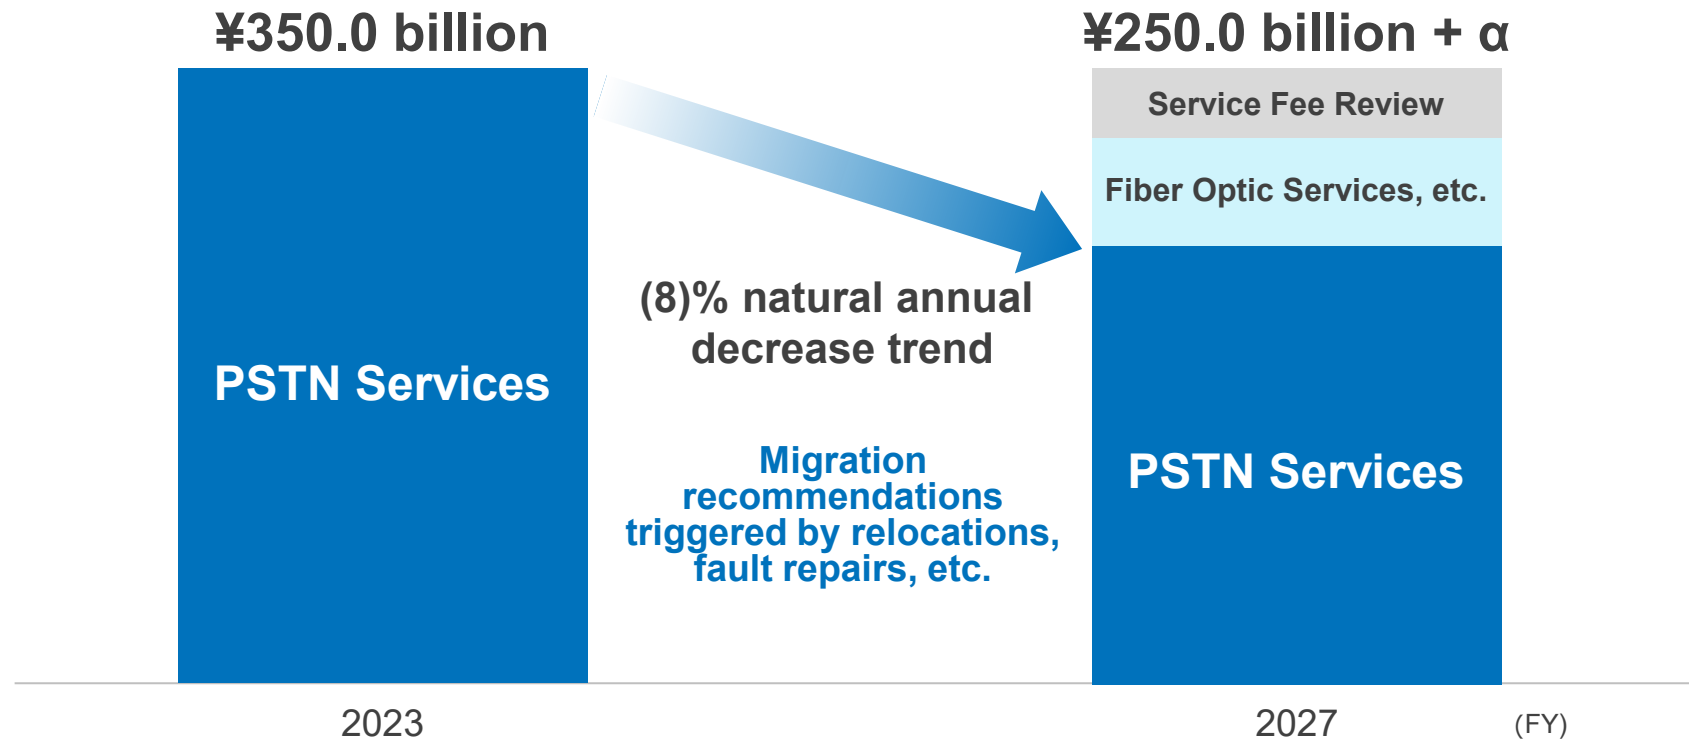 ¥350.0 billion
¥250.0 billion + α
Service Fee Review
Fiber Optic Services, etc.
(8)% natural annual
decrease trend
PSTN Services
Migration
recommendations
triggered by relocations,
fault repairs, etc.
PSTN Services
2023
2027
(FY)